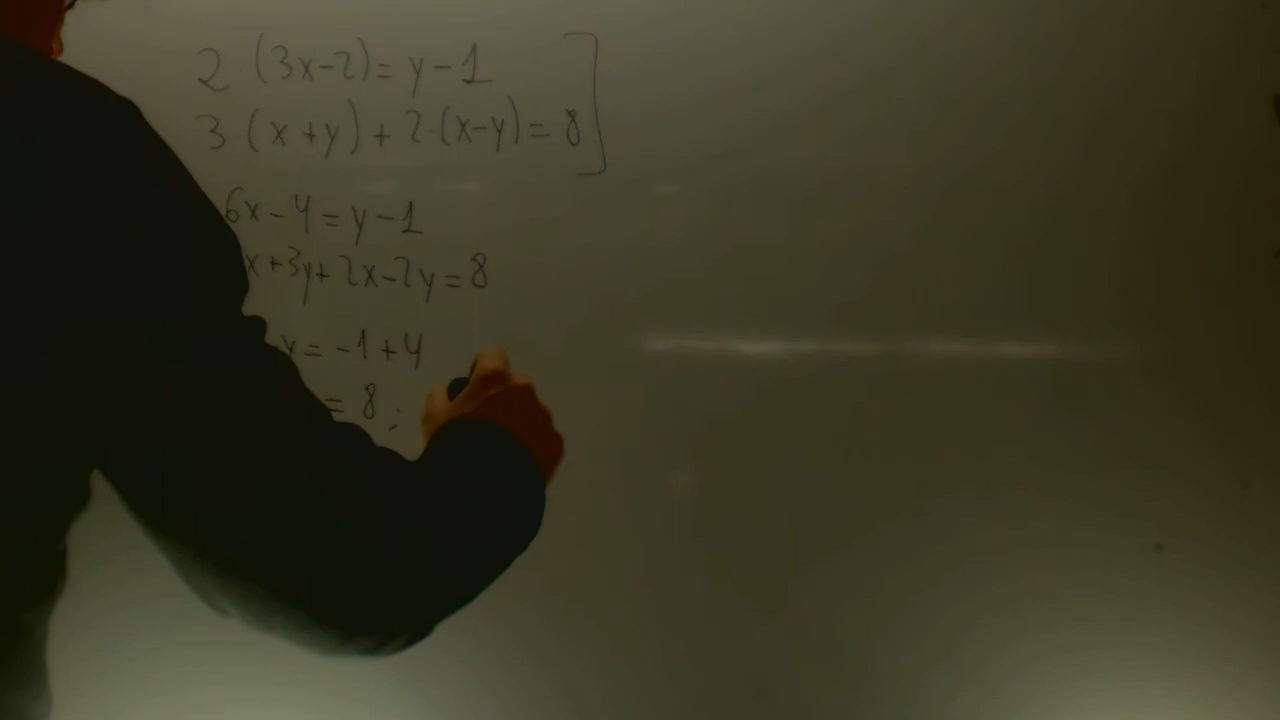 2 (3x-2)= y-1
3 (x+y)+2·(x-y)=8
6x-4=y-1
x+3y+2x-2y=8
= -1+4
= 8